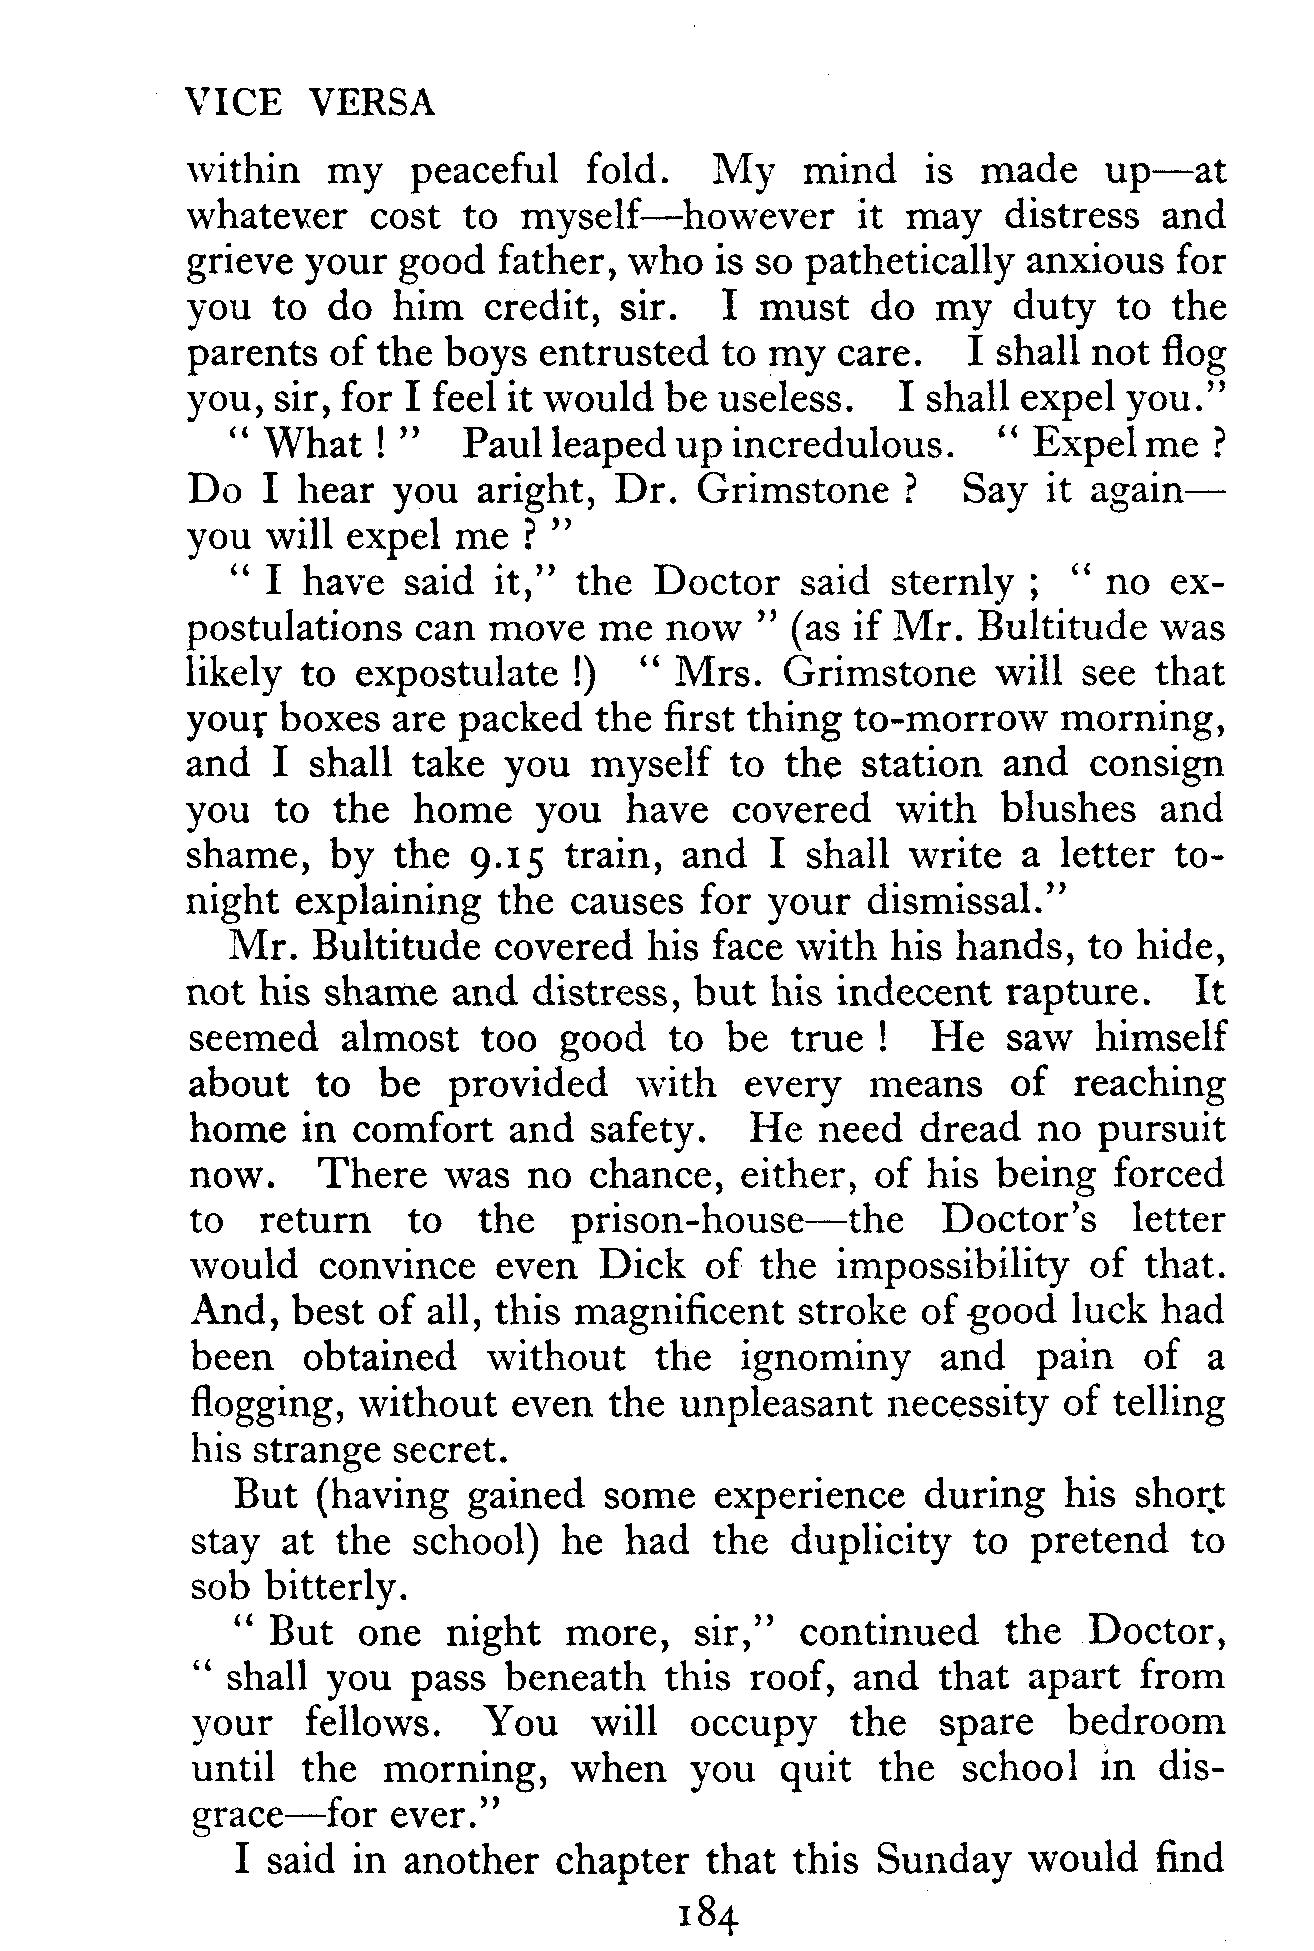 VICE VERSA
within my peaceful fold. My mind is made up—at
whatever cost to myself—however it may distress and
grieve your good father, who is so pathetically anxious for
you to do him credit, sir. I must do my duty to the
parents of the boys entrusted to my care. I shall not flog
you, sir, for I feel it would be useless. I shall expel you."
" What ! " Paul leaped up incredulous. " Expel me ?
Do I hear you aright, Dr. Grimstone ? Say it again—
you will expel me ? "
" I have said it," the Doctor said sternly ; " no ex-
postulations can move me now " (as if Mr. Bultitude was
likely to expostulate !) " Mrs. Grimstone will see that
your boxes are packed the first thing to-morrow morning,
and I shall take you myself to the station and consign
you to the home you have covered with blushes and
shame, by the 9.15 train, and I shall write a letter to-
night explaining the causes for your dismissal."
Mr. Bultitude covered his face with his hands, to hide,
not his shame and distress, but his indecent rapture. It
seemed almost too good to be true ! He saw himself
about to be provided with every means of reaching
home in comfort and safety. He need dread no pursuit
now. There was no chance, either, of his being forced
to return to the prison-house—the Doctor's letter
would convince even Dick of the impossibility of that.
And, best of all, this magnificent stroke of good luck had
been obtained without the ignominy and pain of a
flogging, without even the unpleasant necessity of telling
his strange secret.
But (having gained some experience during his short
stay at the school) he had the duplicity to pretend to
sob bitterly.
" But one night more, sir," continued the Doctor,
" shall you pass beneath this roof, and that apart from
your fellows. You will occupy the spare bedroom
until the morning, when you quit the school in dis-
grace—for ever."
I said in another chapter that this Sunday would find
184